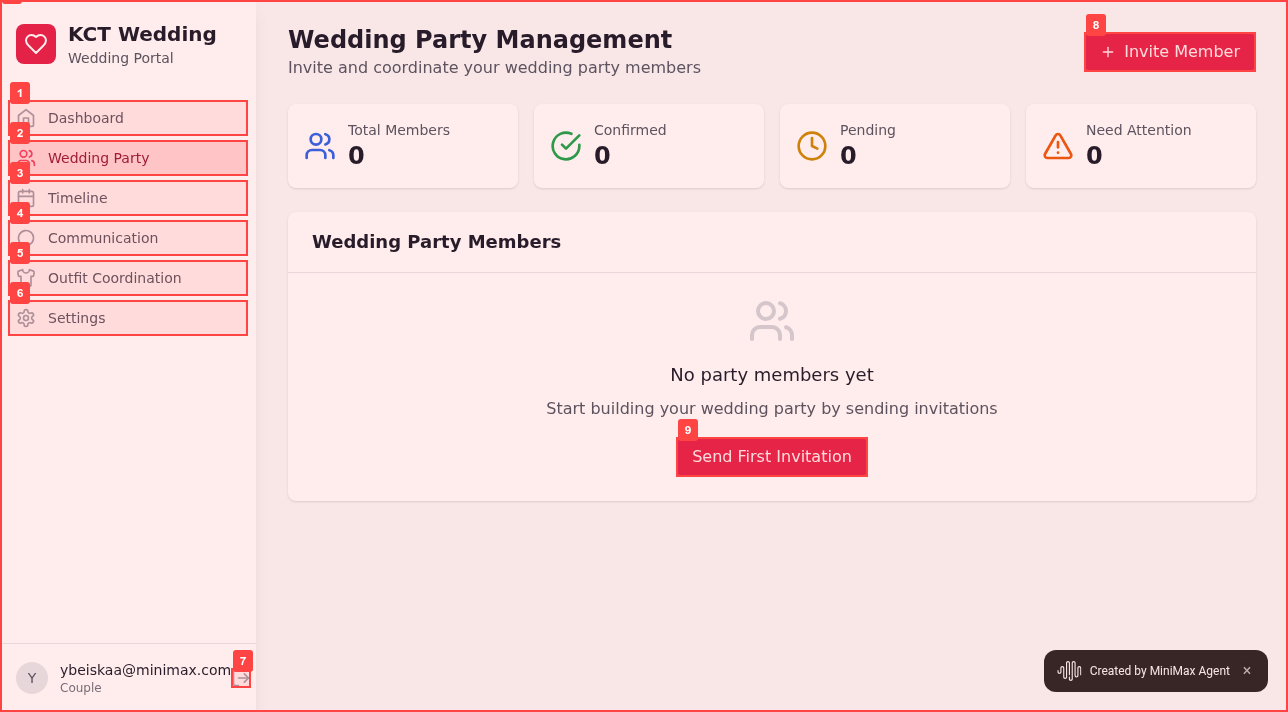 KCT Wedding
Wedding Portal
1
Dashboard
2
Wedding Party
3
Timeline
4
Communication
5
Outfit Coordination
6
Settings
7
Y
ybeiskaa@minimax.com
Couple
Wedding Party Management
Invite and coordinate your wedding party members
8
+ Invite Member
Total Members
0
Confirmed
0
Pending
0
Need Attention
0
Wedding Party Members
No party members yet
Start building your wedding party by sending invitations
9
Send First Invitation
Created by MiniMax Agent ×